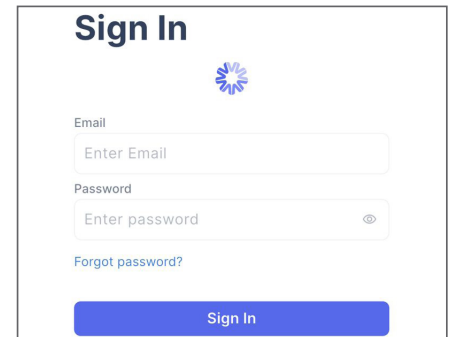 Sign In
Email
Enter Email
Password
Enter password
Forgot password?
Sign In